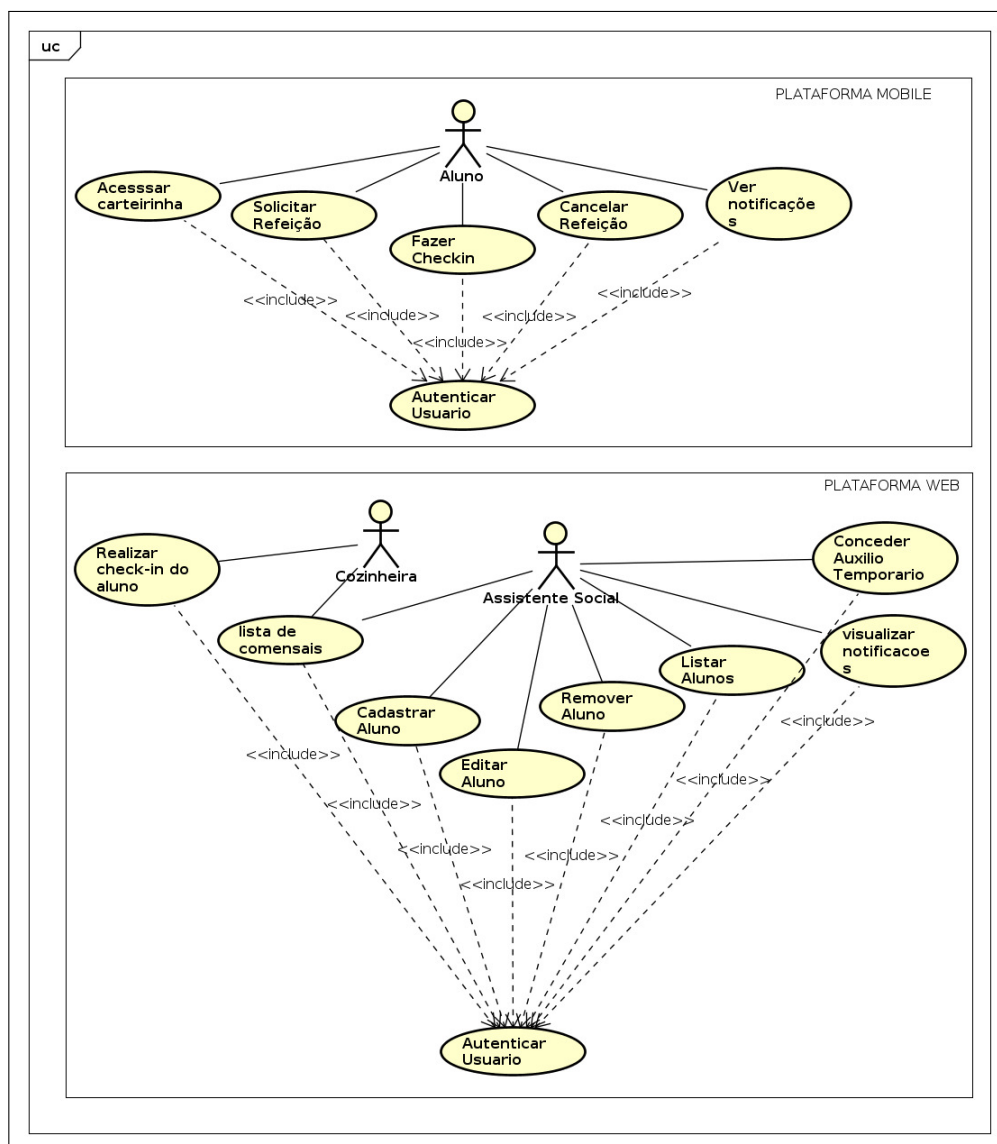 uc
PLATAFORMA MOBILE
Aluno
Acesssar
carteirinha
Solicitar
Refeição
Fazer
Checkin
Cancelar
Refeição
Ver
notificaçõe
s
<<include>>
<<include>>
<<include>>
<<include>>
<<include>>
Autenticar
Usuario
PLATAFORMA WEB
Realizar
check-in do
aluno
Cozinheira
Assistente Social
Conceder
Auxilio
Temporario
lista de
comensais
visualizar
notificacoe
s
Listar
Alunos
Cadastrar
Aluno
Remover
Aluno
Editar
Aluno
<<include>>
<<include>>
<<include>>
<<include>>
<<include>>
<<include>>
<<include>>
<<include>>
Autenticar
Usuario